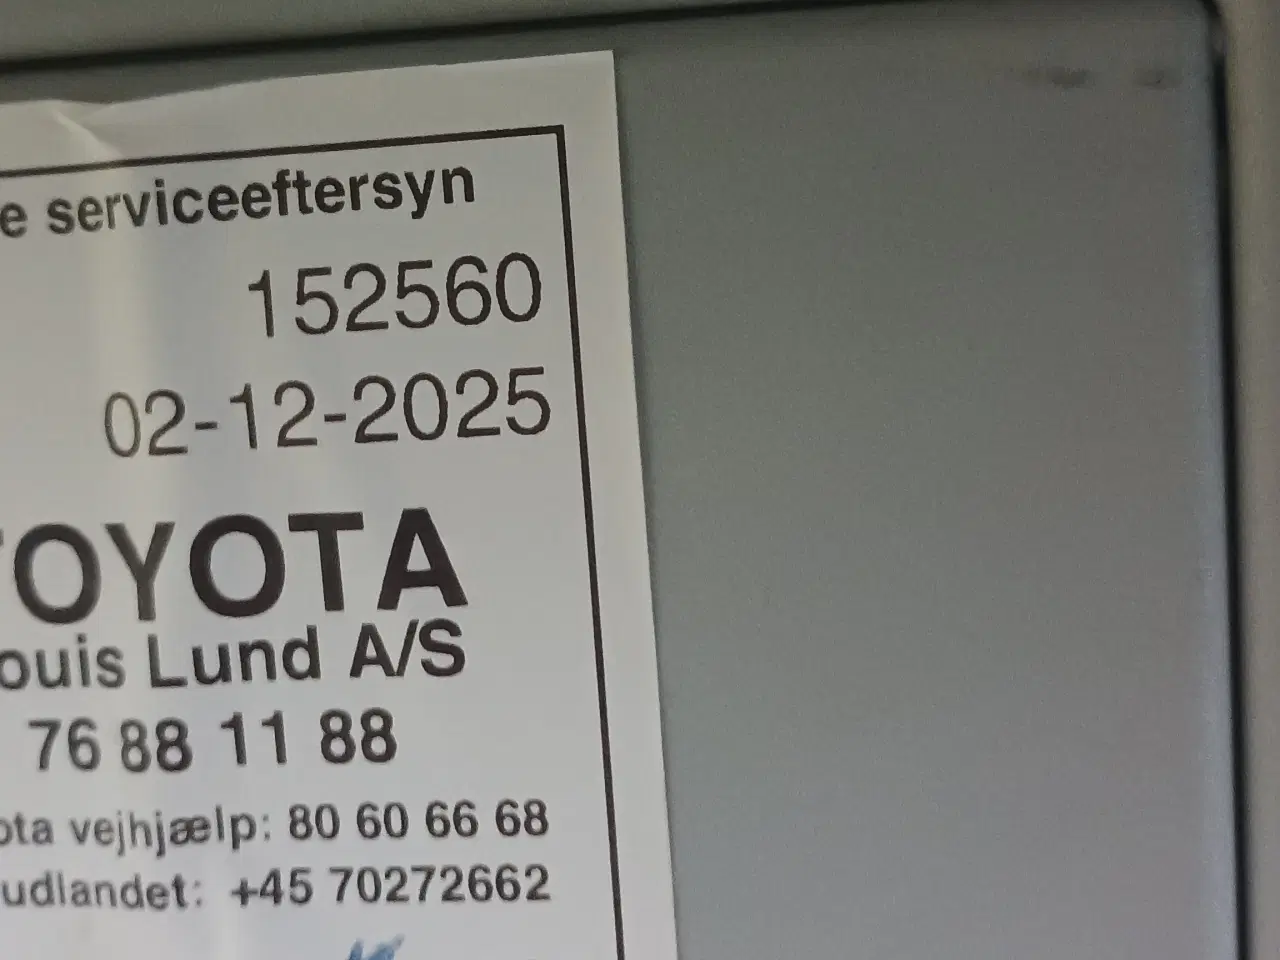 e serviceeftersyn
152560
02-12-2025
TOYOTA
ouis Lund A/S
76 88 11 88
ota vejhjælp: 80 60 66 68
udlandet: +45 70272662